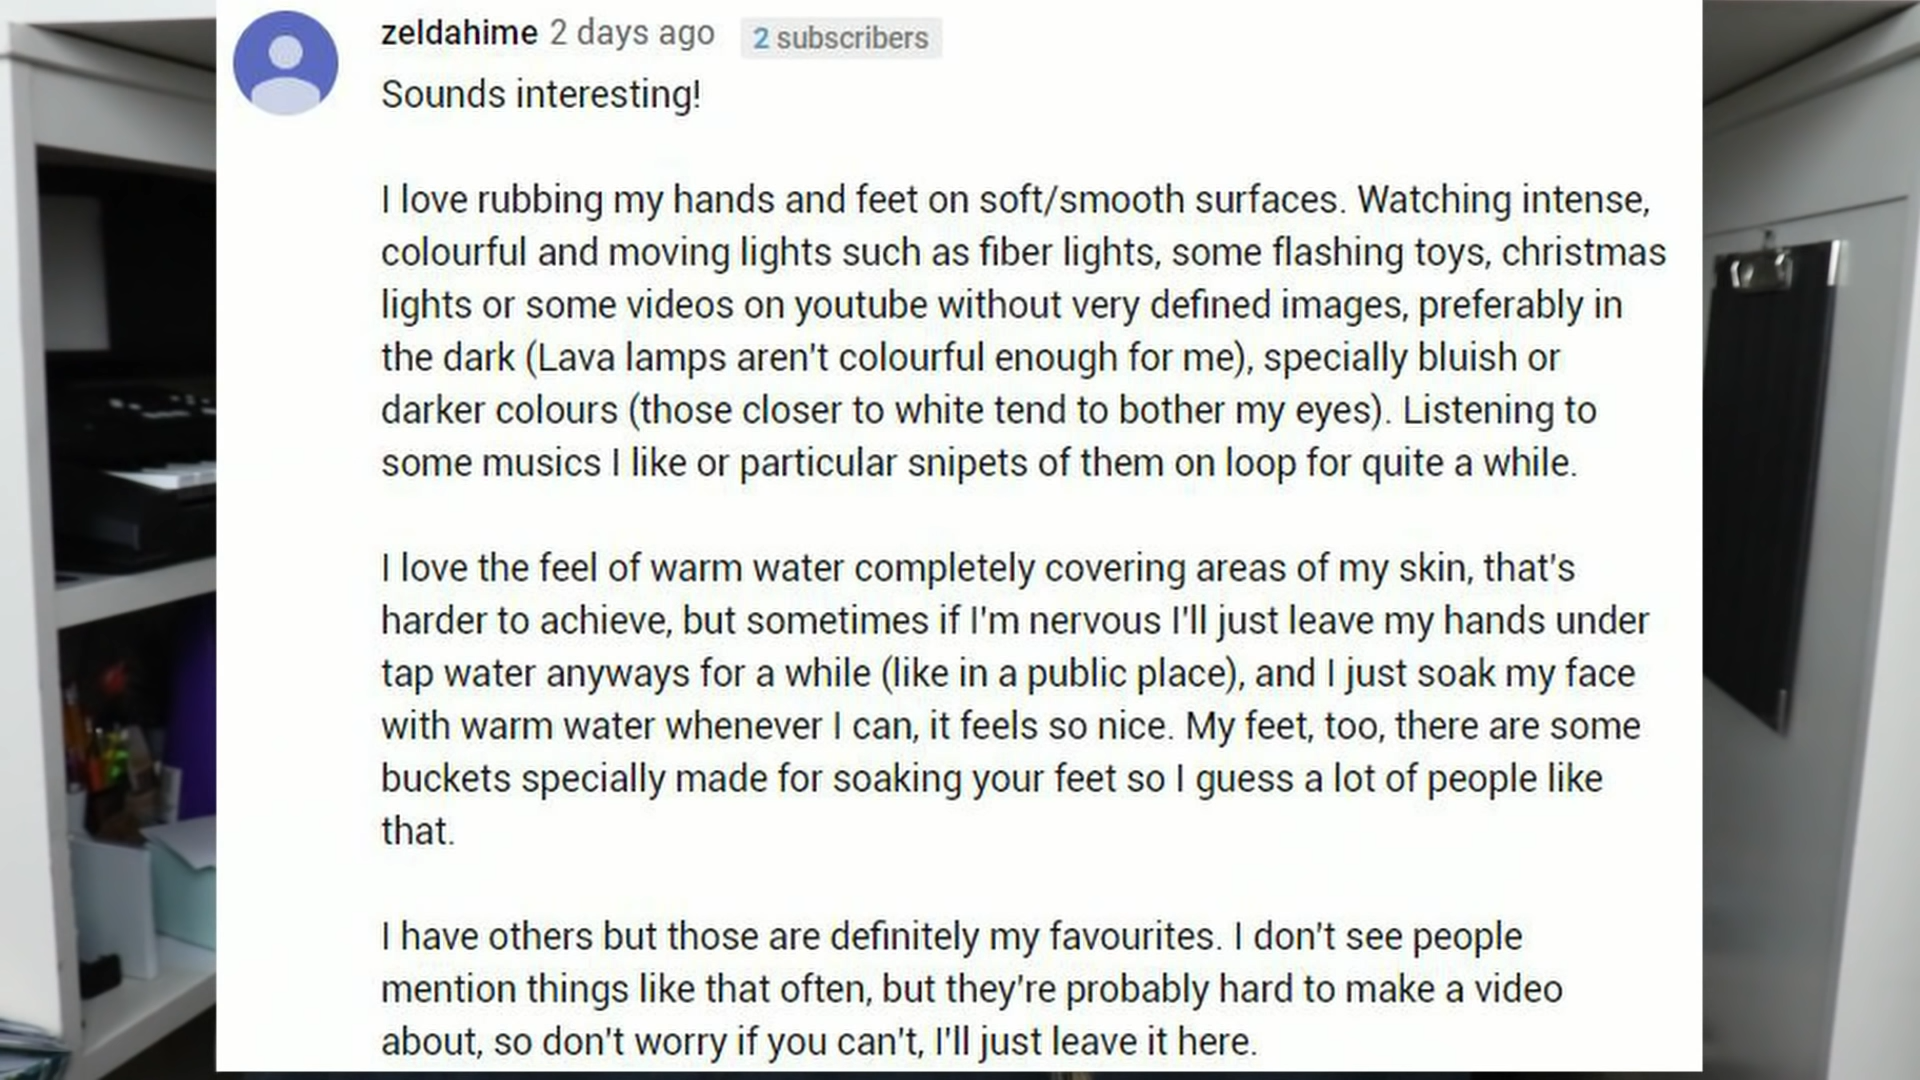 zeldahime 2 days ago 2 subscribers
Sounds interesting!
I love rubbing my hands and feet on soft/smooth surfaces. Watching intense,
colourful and moving lights such as fiber lights, some flashing toys, christmas
lights or some videos on youtube without very defined images, preferably in
the dark (Lava lamps aren't colourful enough for me), specially bluish or
darker colours (those closer to white tend to bother my eyes). Listening to
some musics I like or particular snipets of them on loop for quite a while.
I love the feel of warm water completely covering areas of my skin, that's
harder to achieve, but sometimes if I'm nervous I'll just leave my hands under
tap water anyways for a while (like in a public place), and I just soak my face
with warm water whenever I can, it feels so nice. My feet, too, there are some
buckets specially made for soaking your feet so I guess a lot of people like
that.
I have others but those are definitely my favourites. I don't see people
mention things like that often, but they're probably hard to make a video
about, so don't worry if you can't, I'll just leave it here.